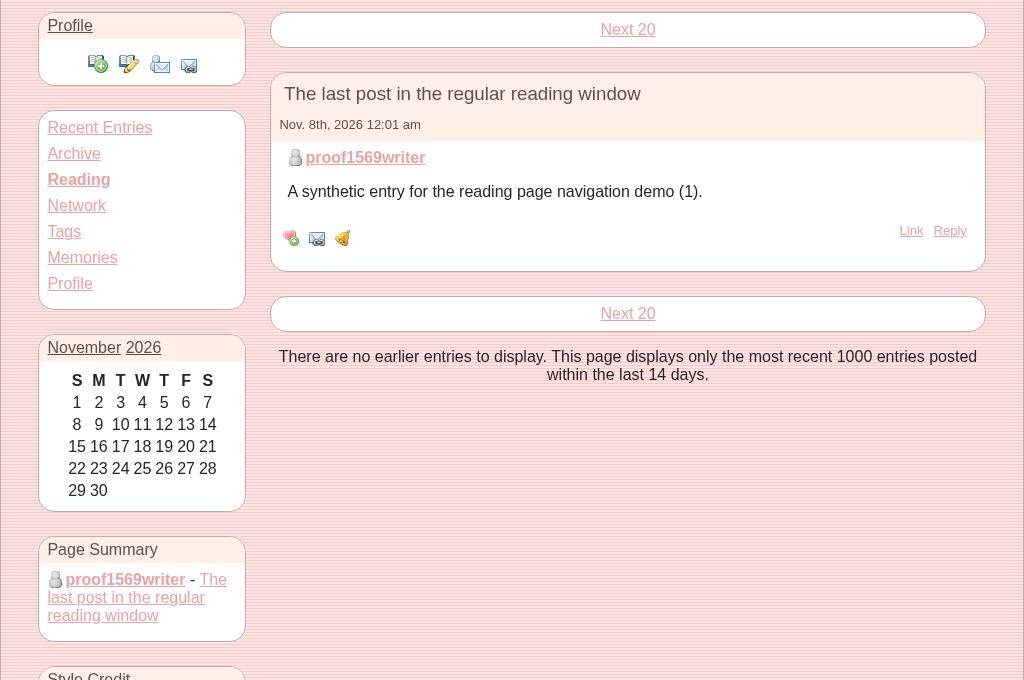 Profile
Recent Entries
Archive
Reading
Network
Tags
Memories
Profile
November 2026
S M T W T F S
1 2 3 4 5 6 7
8 9 10 11 12 13 14
15 16 17 18 19 20 21
22 23 24 25 26 27 28
29 30
Page Summary
proof1569writer - The
last post in the regular
reading window
Style Credit
Next 20
The last post in the regular reading window
Nov. 8th, 2026 12:01 am
proof1569writer
A synthetic entry for the reading page navigation demo (1).
Link Reply
Next 20
There are no earlier entries to display. This page displays only the most recent 1000 entries posted
within the last 14 days.